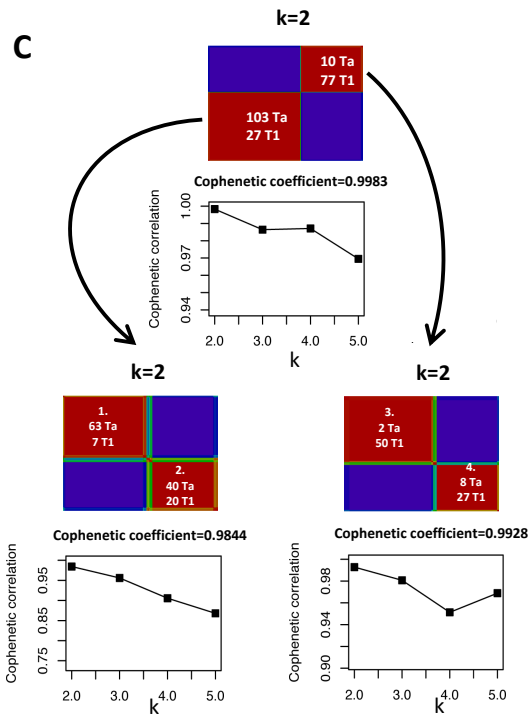 C
k=2
10 Ta
77 T1
103 Ta
27 T1
Cophenetic coefficient=0.9983
Cophenetic correlation
1.00
0.97
0.94
2.0 3.0 4.0 5.0
k
k=2
1.
63 Ta
7 T1
2.
40 Ta
20 T1
Cophenetic coefficient=0.9844
Cophenetic correlation
0.95
0.85
0.75
2.0 3.0 4.0 5.0
k
k=2
3.
2 Ta
50 T1
4.
8 Ta
27 T1
Cophenetic coefficient=0.9928
Cophenetic correlation
0.98
0.94
0.90
2.0 3.0 4.0 5.0
k